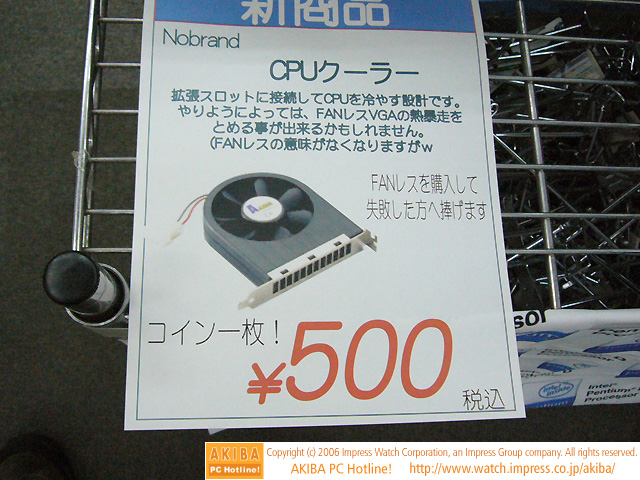 新商品
Nobrand
CPUクーラー
拡張スロットに接続してCPUを冷やす設計です。
やりようによっては、FANレスVGAの熱暴走を
とめる事が出来るかもしれません。
(FANレスの意味がなくなりますがw
FANレスを購入して
失敗した方へ捧げます
コイン一枚！
¥500
税込
sor
intel inside
Intel
Pentium
Processor
AKIBA
PC Hotline!
Copyright (c) 2006 Impress Watch Corporation, an Impress Group company. All rights reserved.
AKIBA PC Hotline! http://www.watch.impress.co.jp/akiba/